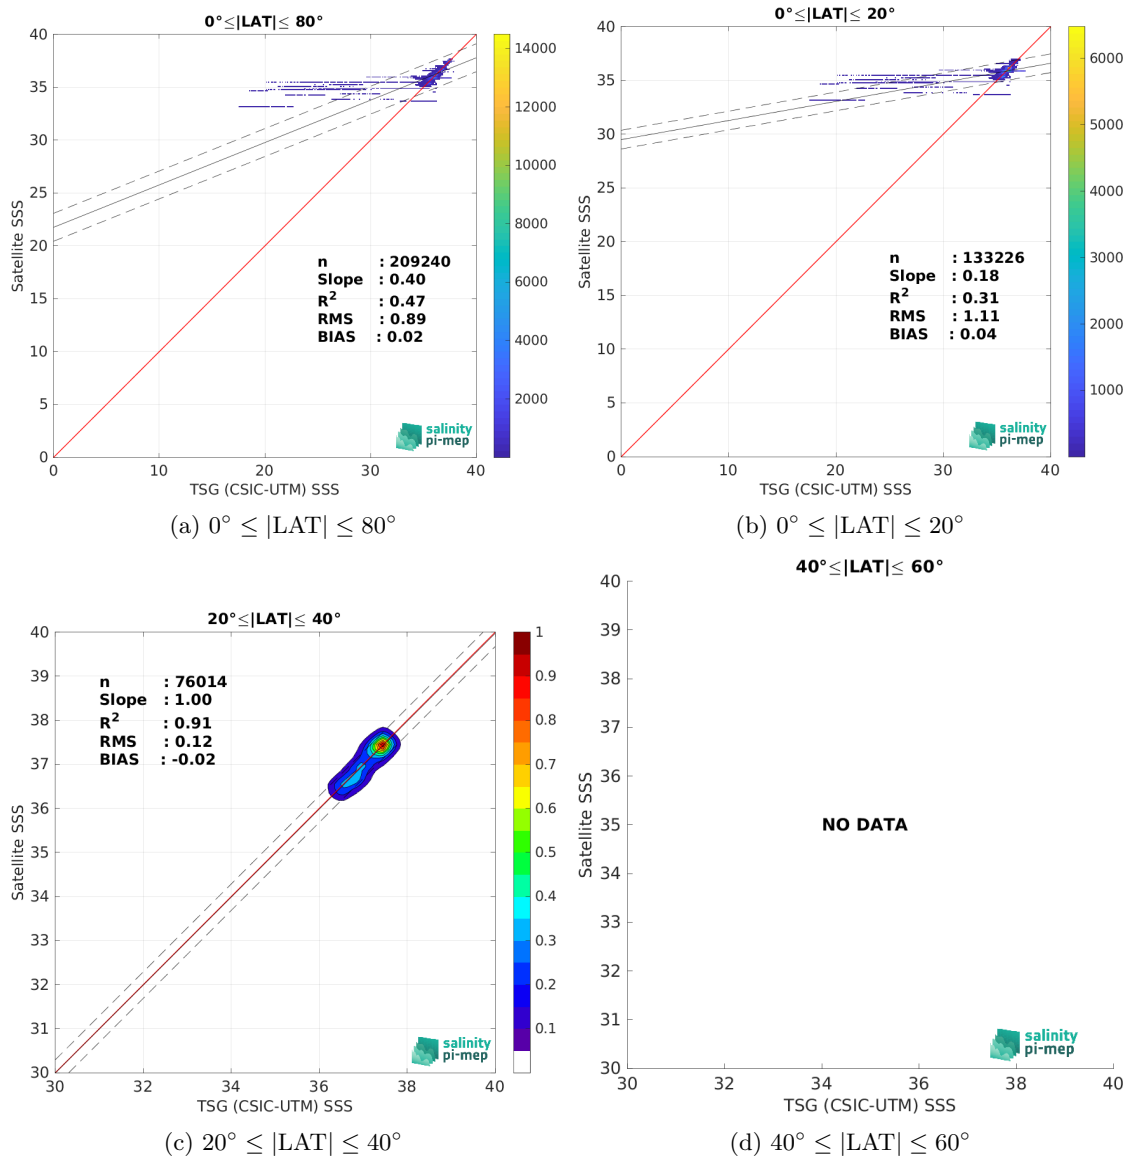 0°≤|LAT|≤ 80°
40
35
30
25
20
15
10
5
0
Satellite SSS
n : 209240
Slope : 0.40
R² : 0.47
RMS : 0.89
BIAS : 0.02
salinity
pi-mep
0 10 20 30 40
TSG (CSIC-UTM) SSS
14000
12000
10000
8000
6000
4000
2000
(a) 0° ≤ |LAT| ≤ 80°
0°≤|LAT|≤ 20°
40
35
30
25
20
15
10
5
0
Satellite SSS
n : 133226
Slope : 0.18
R² : 0.31
RMS : 1.11
BIAS : 0.04
salinity
pi-mep
0 10 20 30 40
TSG (CSIC-UTM) SSS
6000
5000
4000
3000
2000
1000
(b) 0° ≤ |LAT| ≤ 20°
20°≤|LAT|≤ 40°
40
39
38
37
36
35
34
33
32
31
30
Satellite SSS
n : 76014
Slope : 1.00
R² : 0.91
RMS : 0.12
BIAS : -0.02
salinity
pi-mep
30 32 34 36 38 40
TSG (CSIC-UTM) SSS
1
0.9
0.8
0.7
0.6
0.5
0.4
0.3
0.2
0.1
(c) 20° ≤ |LAT| ≤ 40°
40°≤|LAT|≤ 60°
40
39
38
37
36
35
34
33
32
31
30
Satellite SSS
NO DATA
salinity
pi-mep
30 32 34 36 38 40
TSG (CSIC-UTM) SSS
(d) 40° ≤ |LAT| ≤ 60°